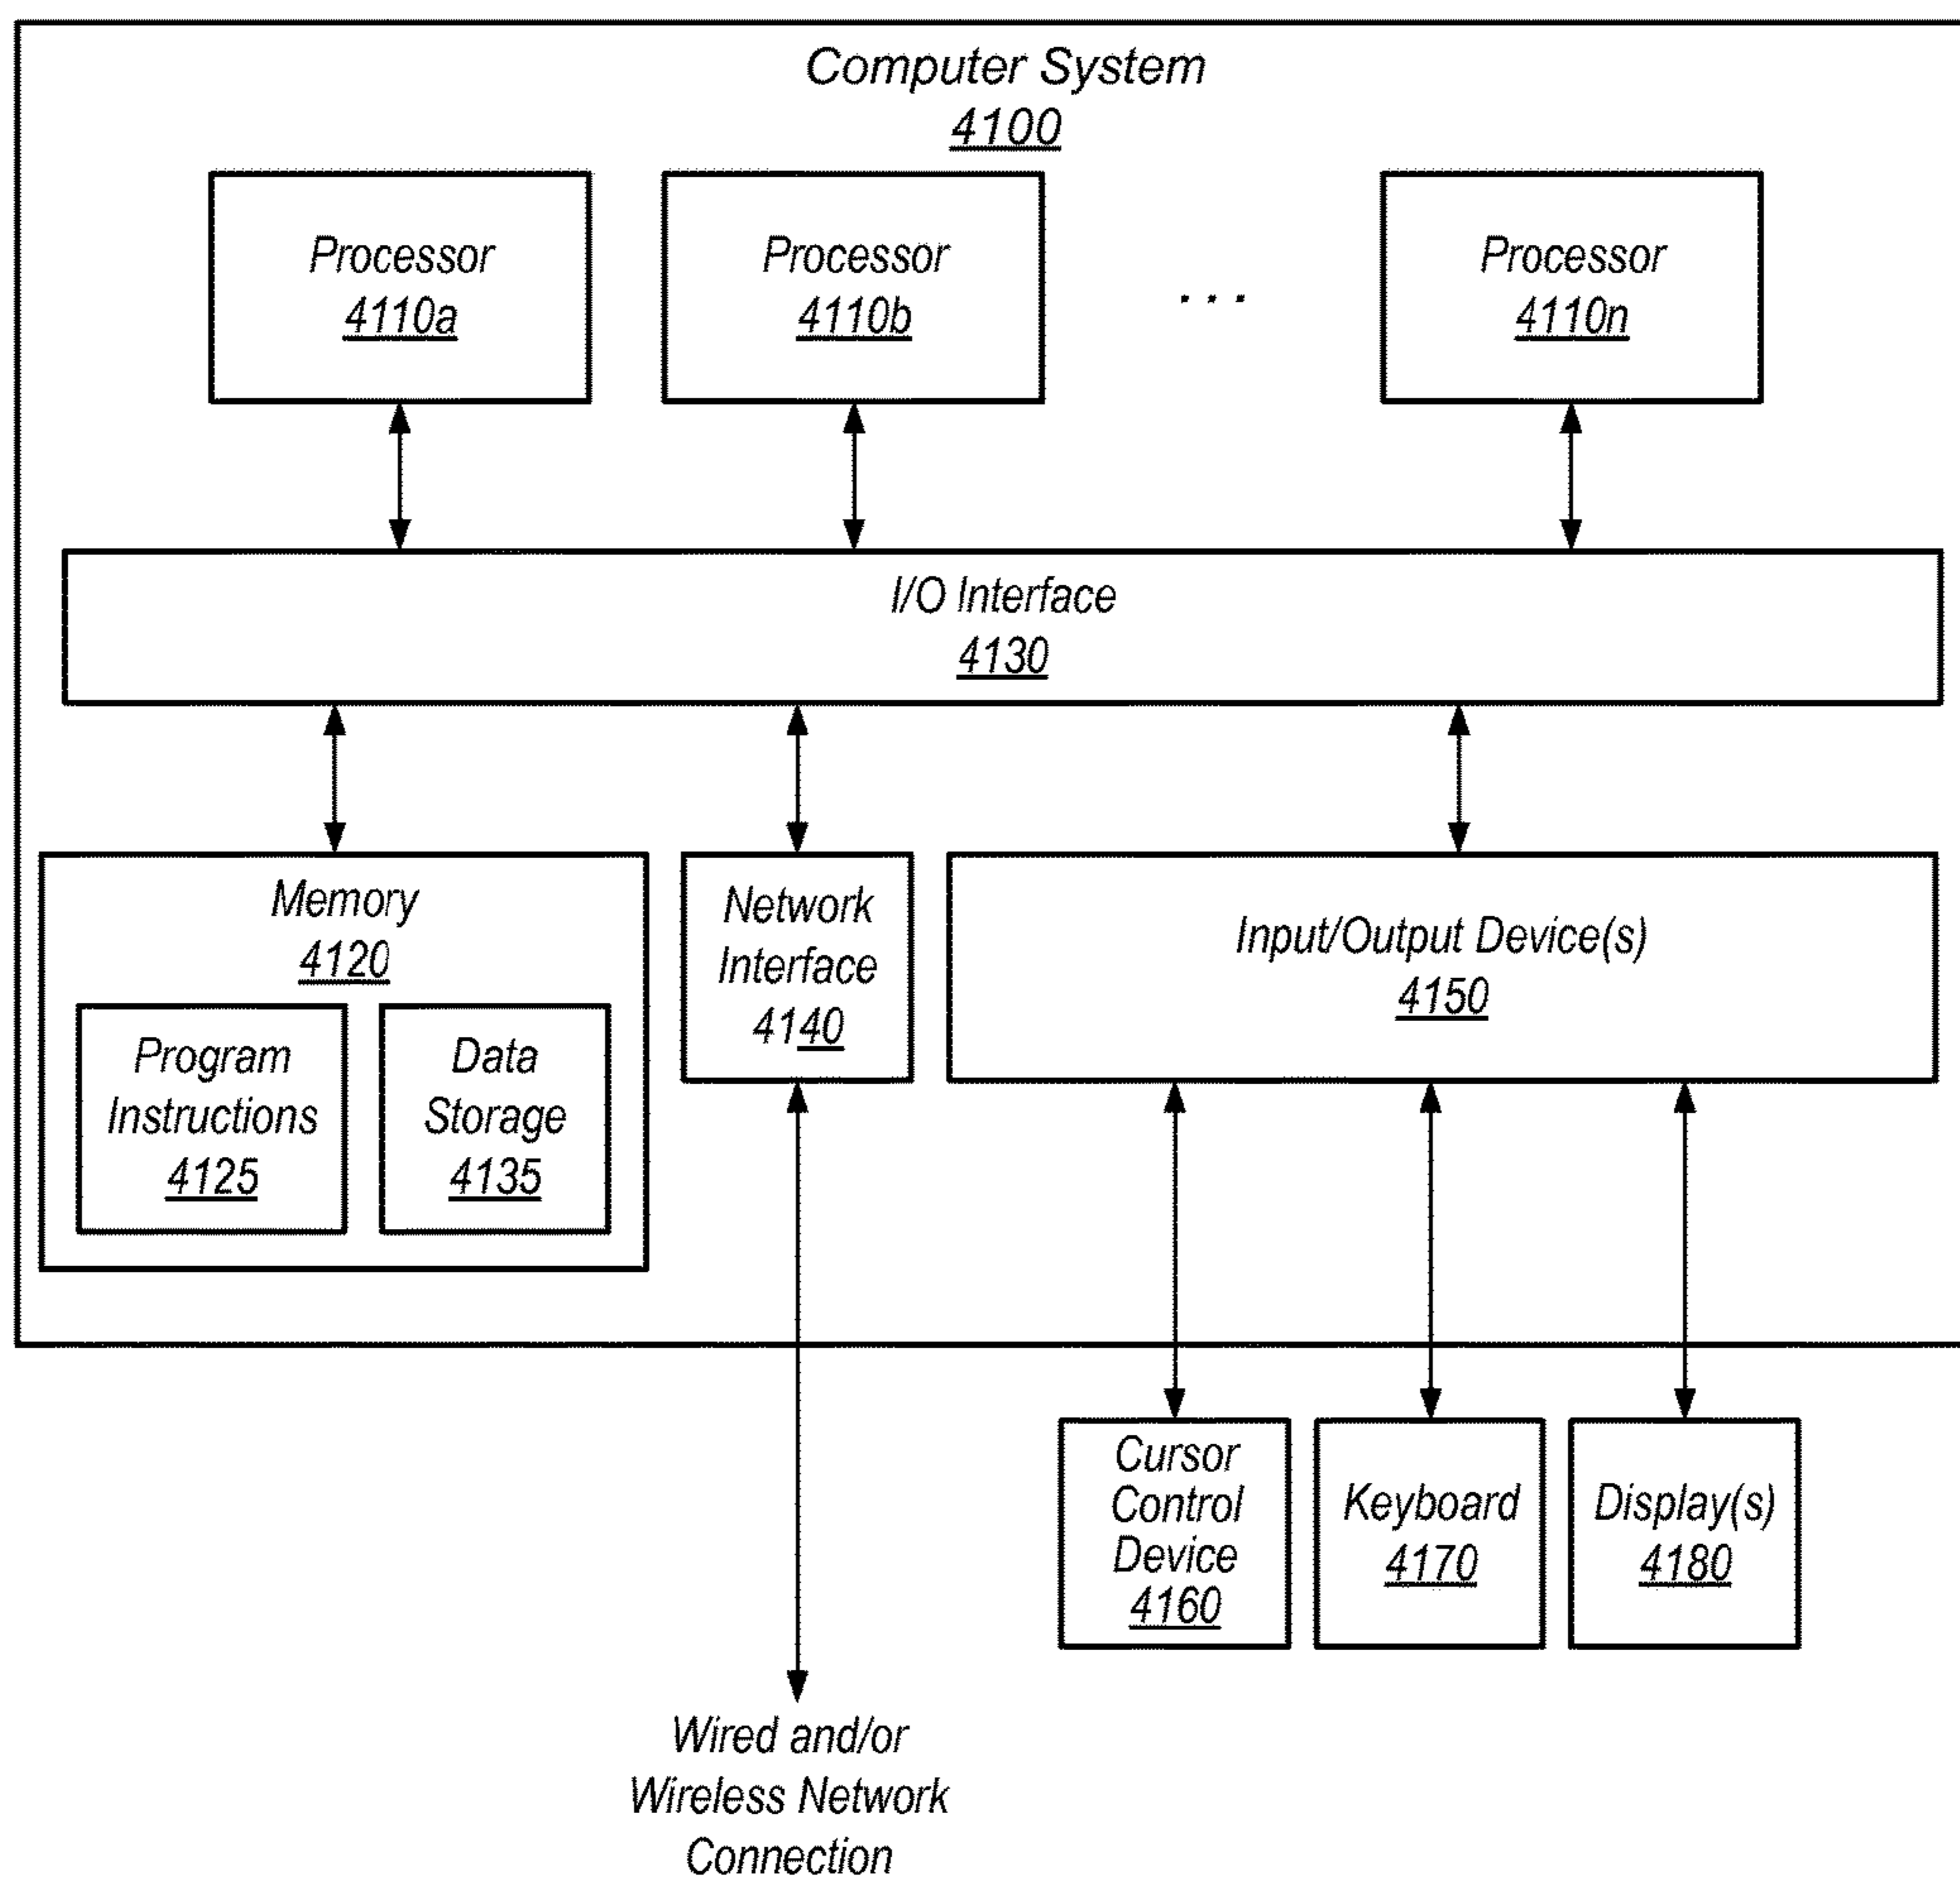 Computer System
4100
Processor
4110a
Processor
4110b
. . .
Processor
4110n
I/O Interface
4130
Memory
4120
Program
Instructions
4125
Data
Storage
4135
Network
Interface
4140
Input/Output Device(s)
4150
Cursor
Control
Device
4160
Keyboard
4170
Display(s)
4180
Wired and/or
Wireless Network
Connection